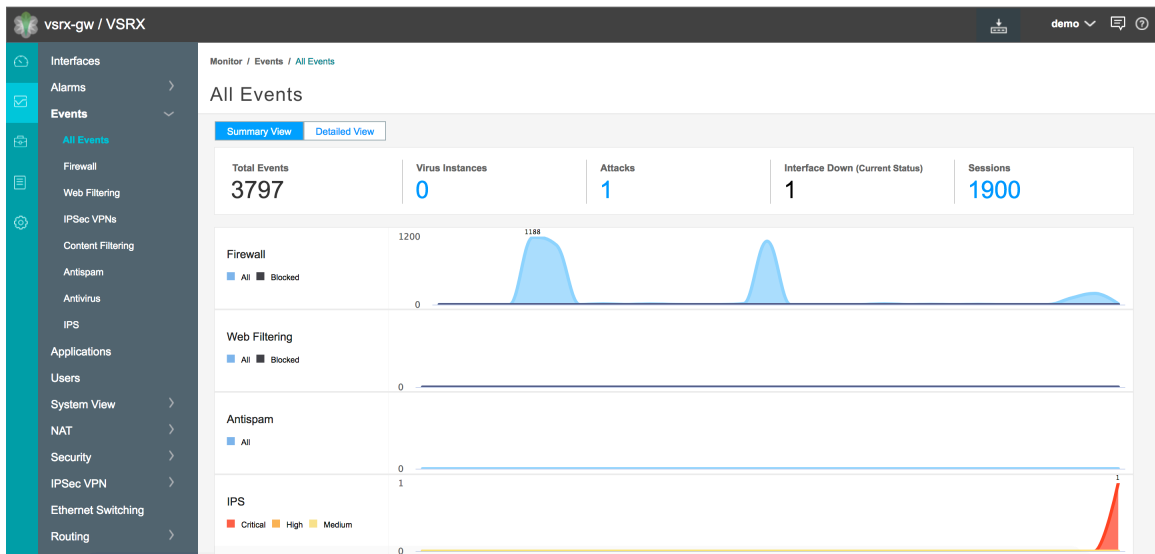 vsrx-gw / VSRX
demo
Interfaces
Alarms
Events
All Events
Firewall
Web Filtering
IPSec VPNs
Content Filtering
Antispam
Antivirus
IPS
Applications
Users
System View
NAT
Security
IPSec VPN
Ethernet Switching
Routing
Monitor / Events / All Events
All Events
Summary View Detailed View
Total Events Virus Instances Attacks Interface Down (Current Status) Sessions
3797 0 1 1 1900
1200 1188
Firewall
All Blocked
0
Web Filtering
All Blocked
0
Antispam
All
0
1 1
IPS
Critical High Medium
0